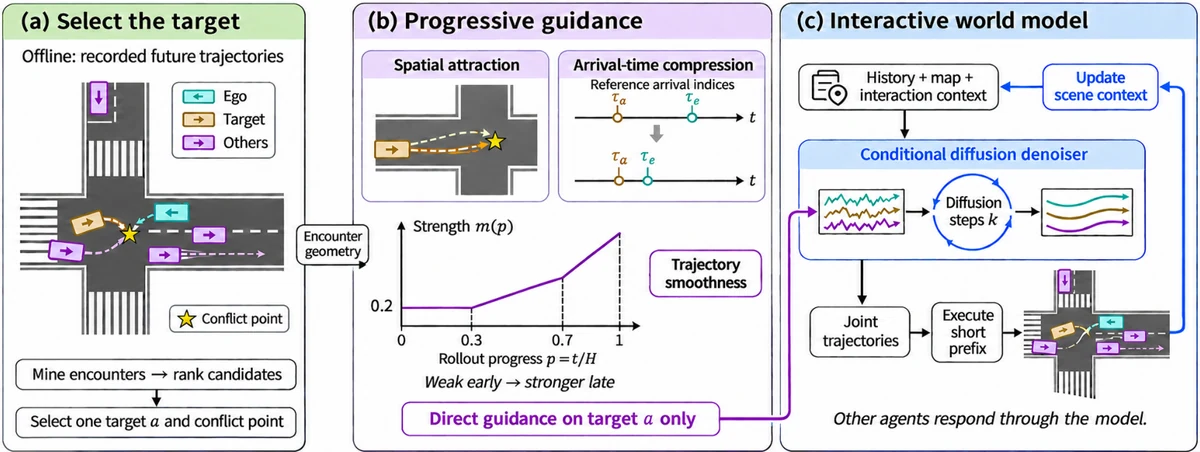 (a) Select the target
Offline: recorded future trajectories
Ego
Target
Others
Conflict point
Mine encounters → rank candidates
Select one target a and conflict point
Encounter
geometry
(b) Progressive guidance
Spatial attraction
Arrival-time compression
Reference arrival indices
τa τe
t
τa τe
t
Strength m(p)
0.2
0 0.3 0.7 1
Rollout progress p = t/H
Weak early → stronger late
Trajectory
smoothness
Direct guidance on target a only
(c) Interactive world model
History + map +
interaction context
Update
scene context
Conditional diffusion denoiser
Diffusion
steps k
Joint
trajectories
Execute
short
prefix
Other agents respond through the model.